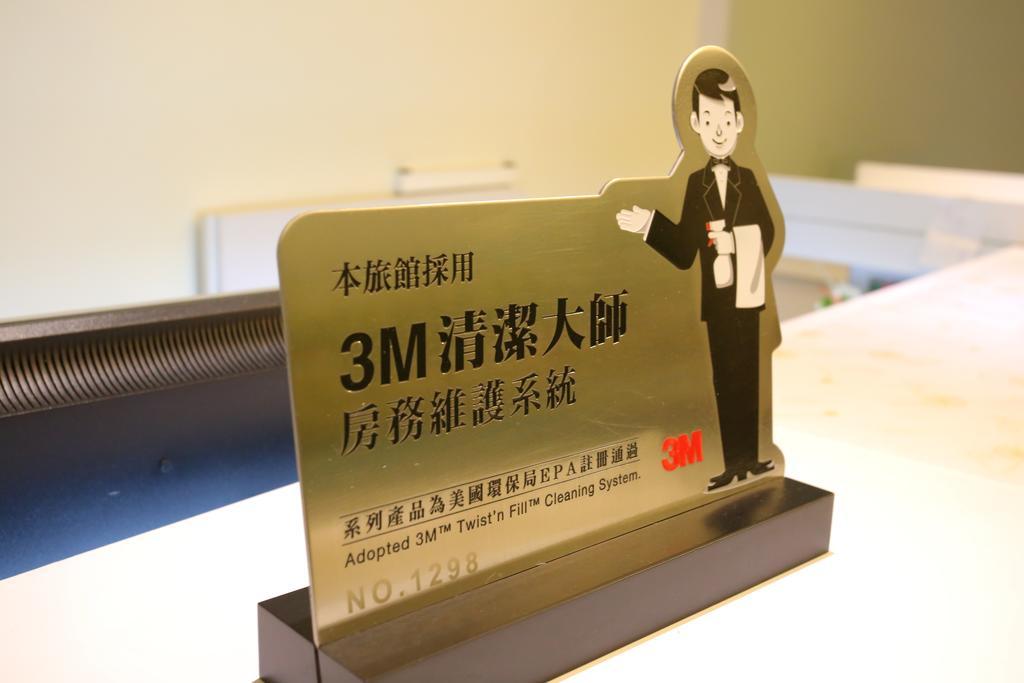 本旅館採用
3M清潔大師
房務維護系統
系列產品為美國環保局EPA註冊通過
Adopted 3M™ Twist'n Fill™ Cleaning System.
NO.1298
3M